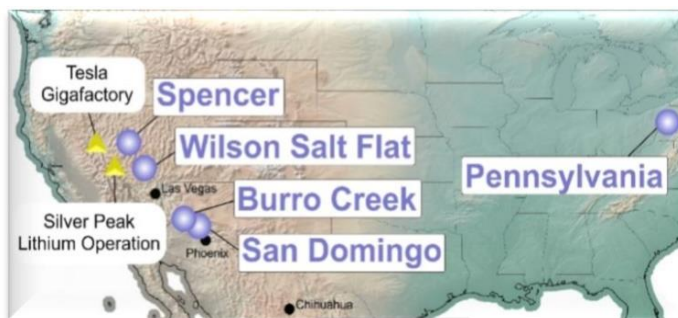 Tesla
Gigafactory
Spencer
Wilson Salt Flat
Pennsylvania
Las Vegas
Burro Creek
Silver Peak
Lithium Operation
San Domingo
Phoenix
Chihuahua